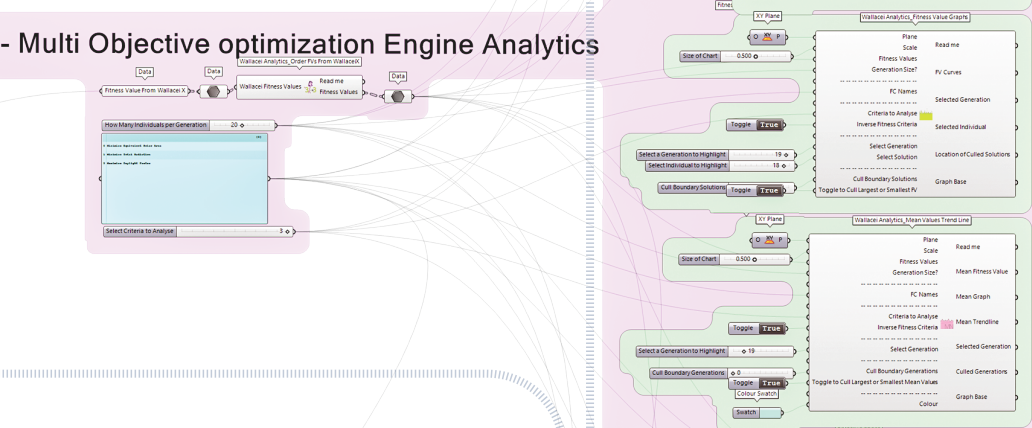 - Multi Objective optimization Engine Analytics
Data
Fitness Value From Wallacei X
Data
Wallacei Analytics_Order FVs From WallaceiX
Wallacei Fitness Values
Read me
Fitness Values
Data
How Many Individuals per Generation
20
Select Criteria to Analyse
3
Fitnes
XY Plane
O XY P
Size of Chart
0.500
Toggle True
Select a Generation to Highlight
19
Select Individual to Highlight
18
Cull Boundary Solutions
Toggle True
Wallacei Analytics_Fitness Value Graphs
Plane
Scale
Fitness Values
Generation Size?
FC Names
Criteria to Analyse
Inverse Fitness Criteria
Select Generation
Select Solution
Cull Boundary Solutions
Toggle to Cull Largest or Smallest FV
Read me
FV Curves
Selected Generation
Selected Individual
Location of Culled Solutions
Graph Base
XY Plane
O XY P
Size of Chart
0.500
Toggle True
Select a Generation to Highlight
19
Cull Boundary Generations
0
Toggle True
Colour Swatch
Swatch
Wallacei Analytics_Mean Values Trend Line
Plane
Scale
Fitness Values
Generation Size?
FC Names
Criteria to Analyse
Inverse Fitness Criteria
Select Generation
Cull Boundary Generations
Toggle to Cull Largest or Smallest Mean Values
Colour
Read me
Mean Fitness Value
Mean Graph
Mean Trendline
Selected Generation
Culled Generations
Graph Base